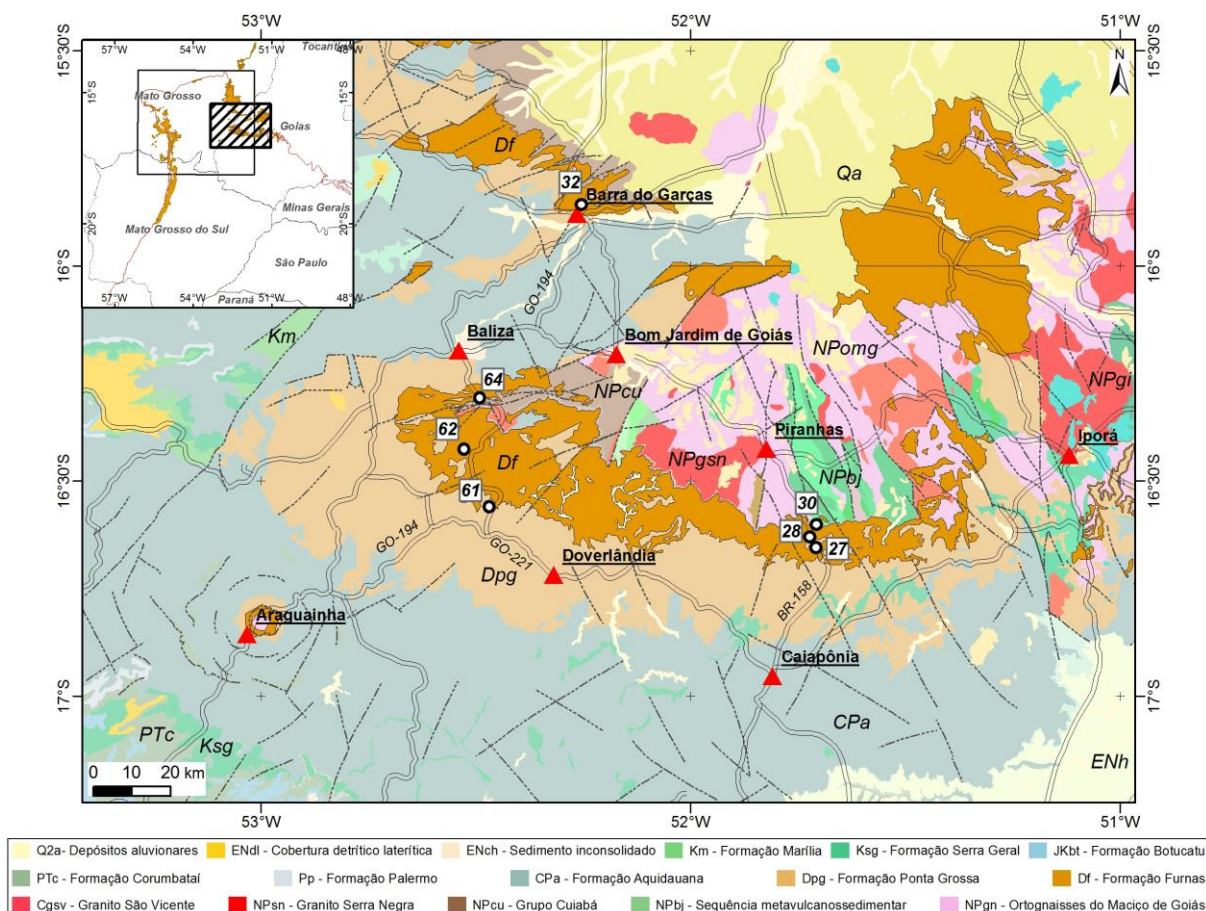 53°W 52°W 51°W
57°W 54°W 51°W 48°W
Tocantins
15°30'S 15°30'S
N
15°S 15°S
Mato Grosso
Goias
Df
Qa
32
Barra do Garças
Minas Gerais
20°S 20°S
Mato Grosso do Sul
São Paulo
16°S 16°S
Paraná
57°W 54°W 51°W 48°W
GO-194
Km
Baliza
Bom Jardim de Goiás
NPomg
NPgi
64
NPcu
62
Piranhas
Iporá
Df
NPgsn
NPbj
16°30'S 16°30'S
61
30
28
27
GO-194
GO-221
Doverlândia
Dpg
BR-158
Araguainha
Caiapônia
17°S 17°S
CPa
PTc
Ksg
ENh
0 10 20 km
53°W 52°W 51°W
Q2a- Depósitos aluvionares ENdl - Cobertura detrítico laterítica ENch - Sedimento inconsolidado Km - Formação Marília Ksg - Formação Serra Geral JKbt - Formação Botucatu
PTc - Formação Corumbataí Pp - Formação Palermo CPa - Formação Aquidauana Dpg - Formação Ponta Grossa Df - Formação Furnas
Cgsv - Granito São Vicente NPsn - Granito Serra Negra NPcu - Grupo Cuiabá NPbj - Sequência metavulcanossedimentar NPgn - Ortognaisses do Maciço de Goiás